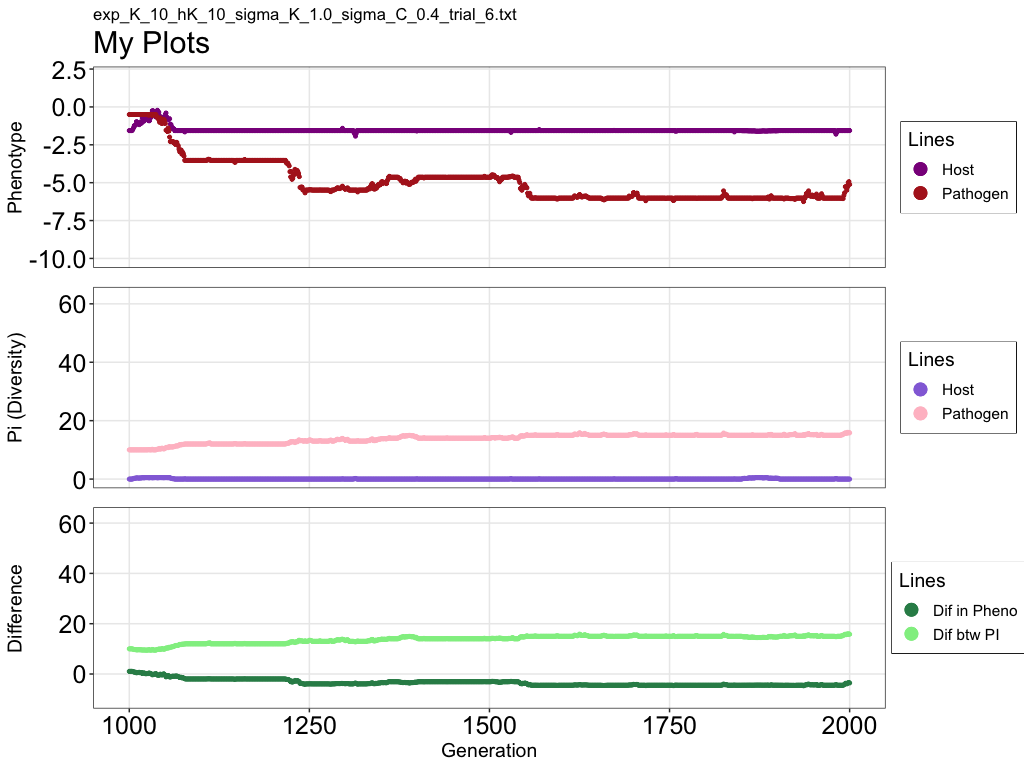 exp_K_10_hK_10_sigma_K_1.0_sigma_C_0.4_trial_6.txt
My Plots
2.5
0.0
-2.5
-5.0
-7.5
-10.0
Phenotype
Lines
Host
Pathogen
60
40
20
0
Pi (Diversity)
Lines
Host
Pathogen
60
40
20
0
Difference
Lines
Dif in Pheno
Dif btw PI
1000
1250
1500
1750
2000
Generation